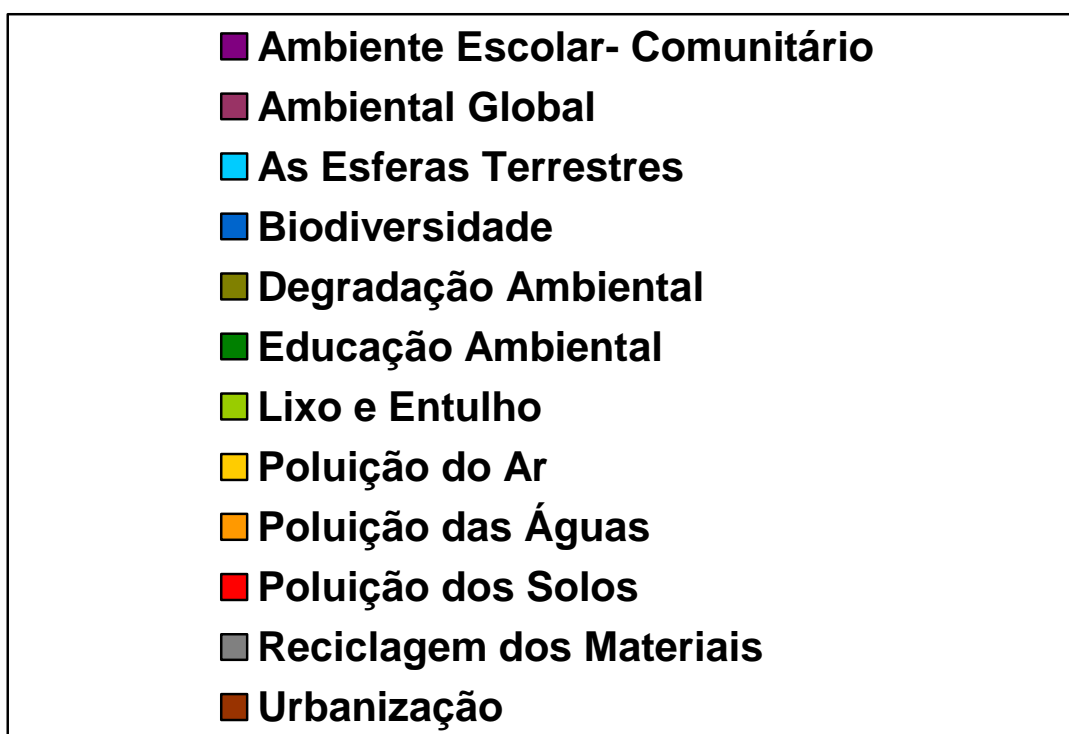 Ambiente Escolar- Comunitário
Ambiental Global
As Esferas Terrestres
Biodiversidade
Degradação Ambiental
Educação Ambiental
Lixo e Entulho
Poluição do Ar
Poluição das Águas
Poluição dos Solos
Reciclagem dos Materiais
Urbanização